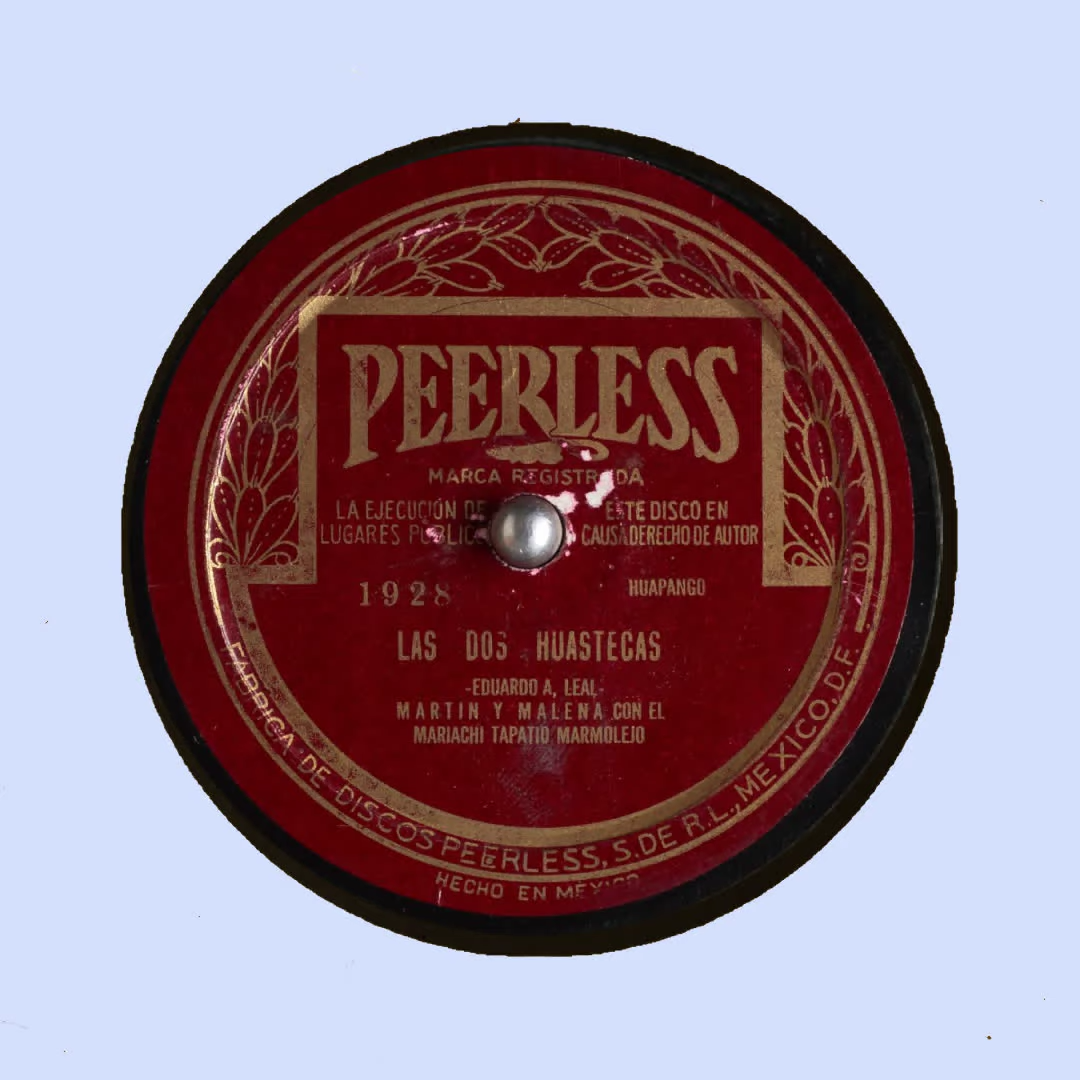 PEERLESS
MARCA REGISTRADA
LA EJECUCIÓN DE ESTE DISCO EN
LUGARES PUBLIC CAUSA DERECHO DE AUTOR
1928 HUAPANGO
LAS DOS HUASTECAS
-EDUARDO A, LEAL-
MARTIN Y MALENA CON EL
MARIACHI TAPATIO MARMOLEJO
FABRICA DE DISCOS PEERLESS, S. DE R.L., MEXICO, D.F.
HECHO EN MEXICO